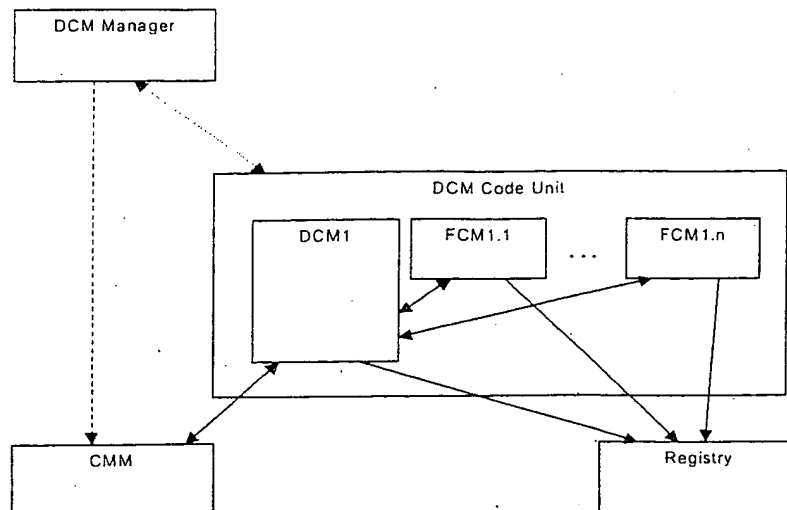 DCM Manager
DCM Code Unit
DCM1
FCM1.1
...
FCM1.n
CMM
Registry